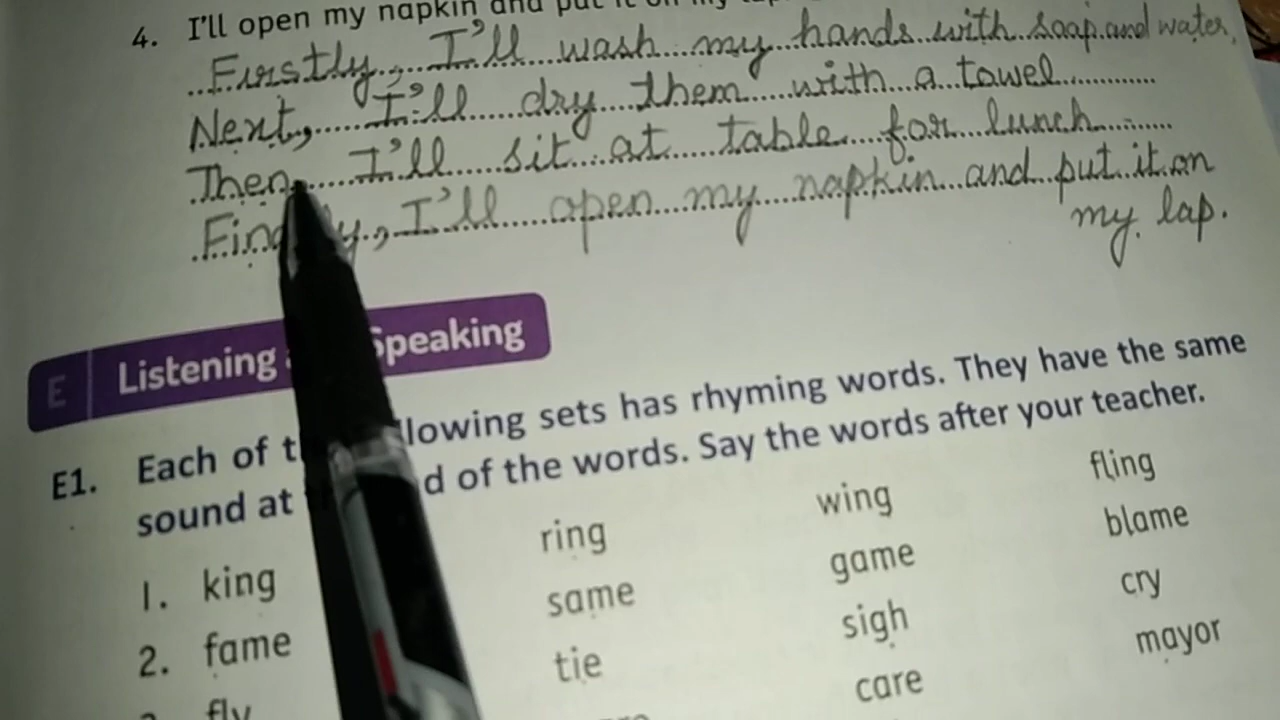 4. I'll open my napkin and put it on my
Firstly, I'll wash my hands with soap and water,
Next, I'll dry them with a towel
Then I'll sit at table for lunch
I'll open my napkin and put it on
my lap.
E Listening Speaking
E1. Each of lowing sets has rhyming words. They have the same
sound at d of the words. Say the words after your teacher.
1. king ring wing fling
2. fame same game blame
fly tie sigh cry
care mayor